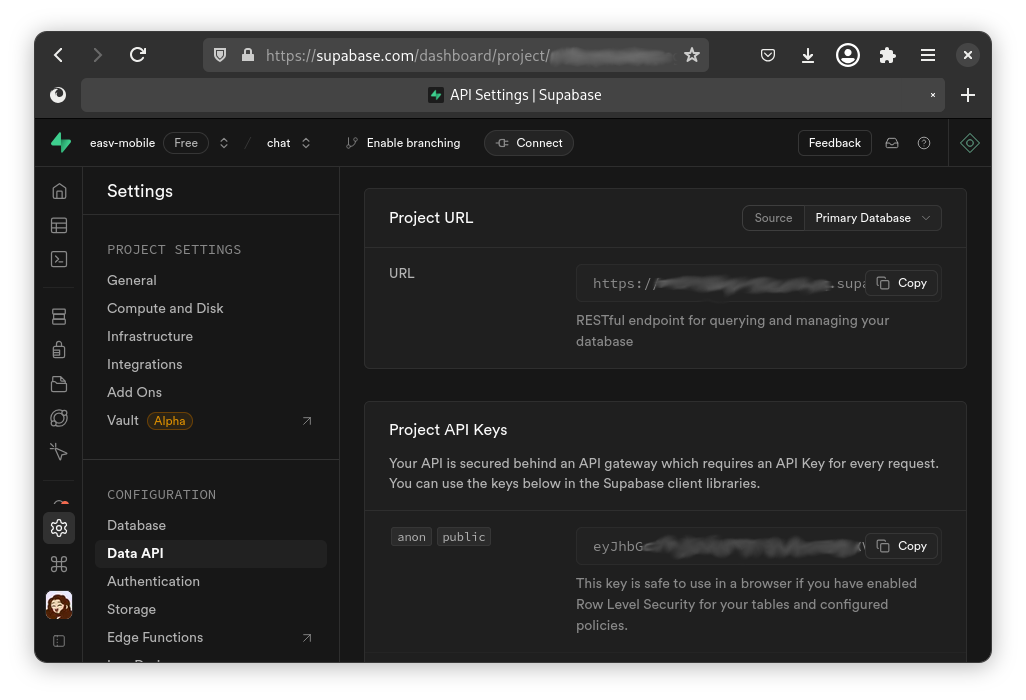 https://supabase.com/dashboard/project/
API Settings | Supabase
easv-mobile Free / chat Enable branching Connect Feedback
Settings
PROJECT SETTINGS
General
Compute and Disk
Infrastructure
Integrations
Add Ons
Vault Alpha
CONFIGURATION
Database
Data API
Authentication
Storage
Edge Functions
Project URL Source Primary Database
URL https:// .supa Copy
RESTful endpoint for querying and managing your
database
Project API Keys
Your API is secured behind an API gateway which requires an API Key for every request.
You can use the keys below in the Supabase client libraries.
anon public eyJhbG Copy
This key is safe to use in a browser if you have enabled
Row Level Security for your tables and configured
policies.